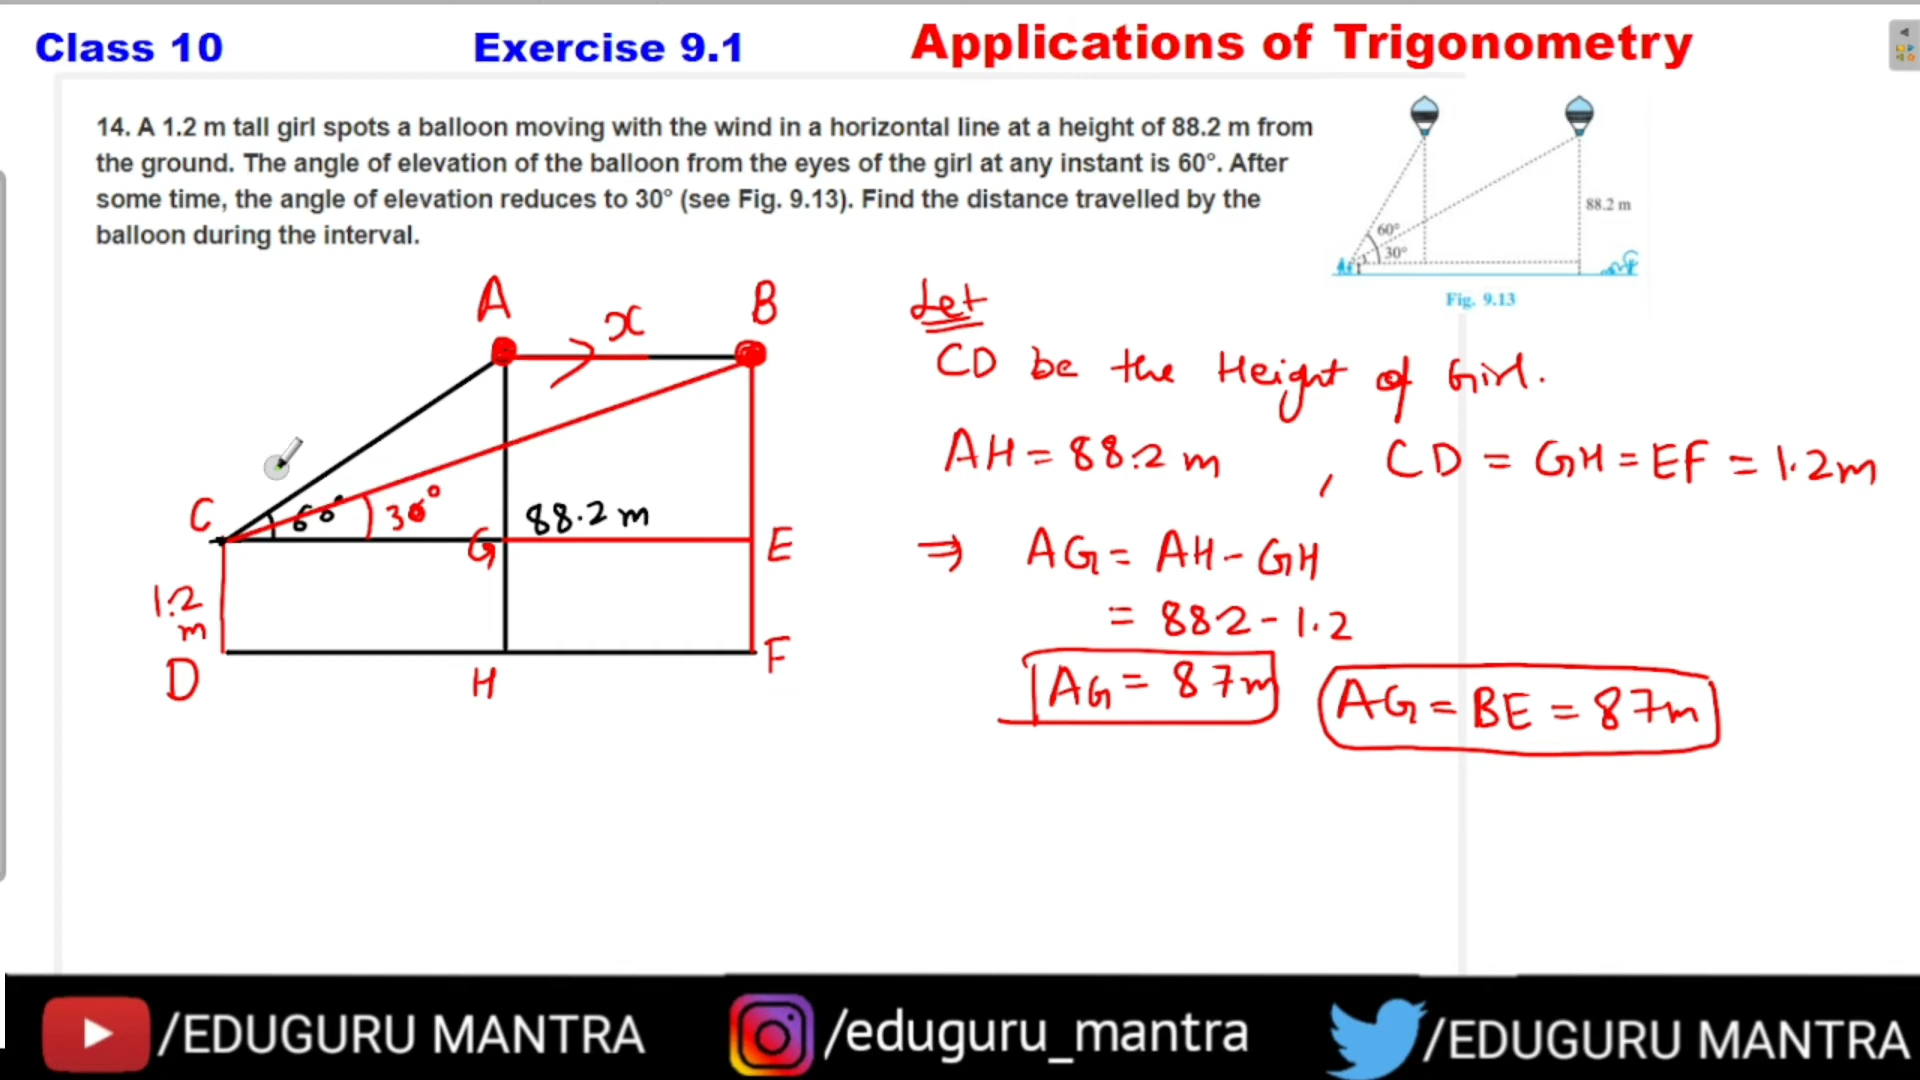 Class 10 Exercise 9.1 Applications of Trigonometry
14. A 1.2 m tall girl spots a balloon moving with the wind in a horizontal line at a height of 88.2 m from
the ground. The angle of elevation of the balloon from the eyes of the girl at any instant is 60°. After
some time, the angle of elevation reduces to 30° (see Fig. 9.13). Find the distance travelled by the
balloon during the interval.
88.2 m
60°
30°
Fig. 9.13
A
x
B
C
60°
30°
G
88.2 m
E
1.2
m
D
H
F
Let
CD be the Height of Girl.
AH = 88.2 m , CD = GH = EF = 1.2m
⇒ AG = AH - GH
= 88.2 - 1.2
AG = 87m
AG = BE = 87m
/EDUGURU MANTRA /eduguru_mantra /EDUGURU MANTRA